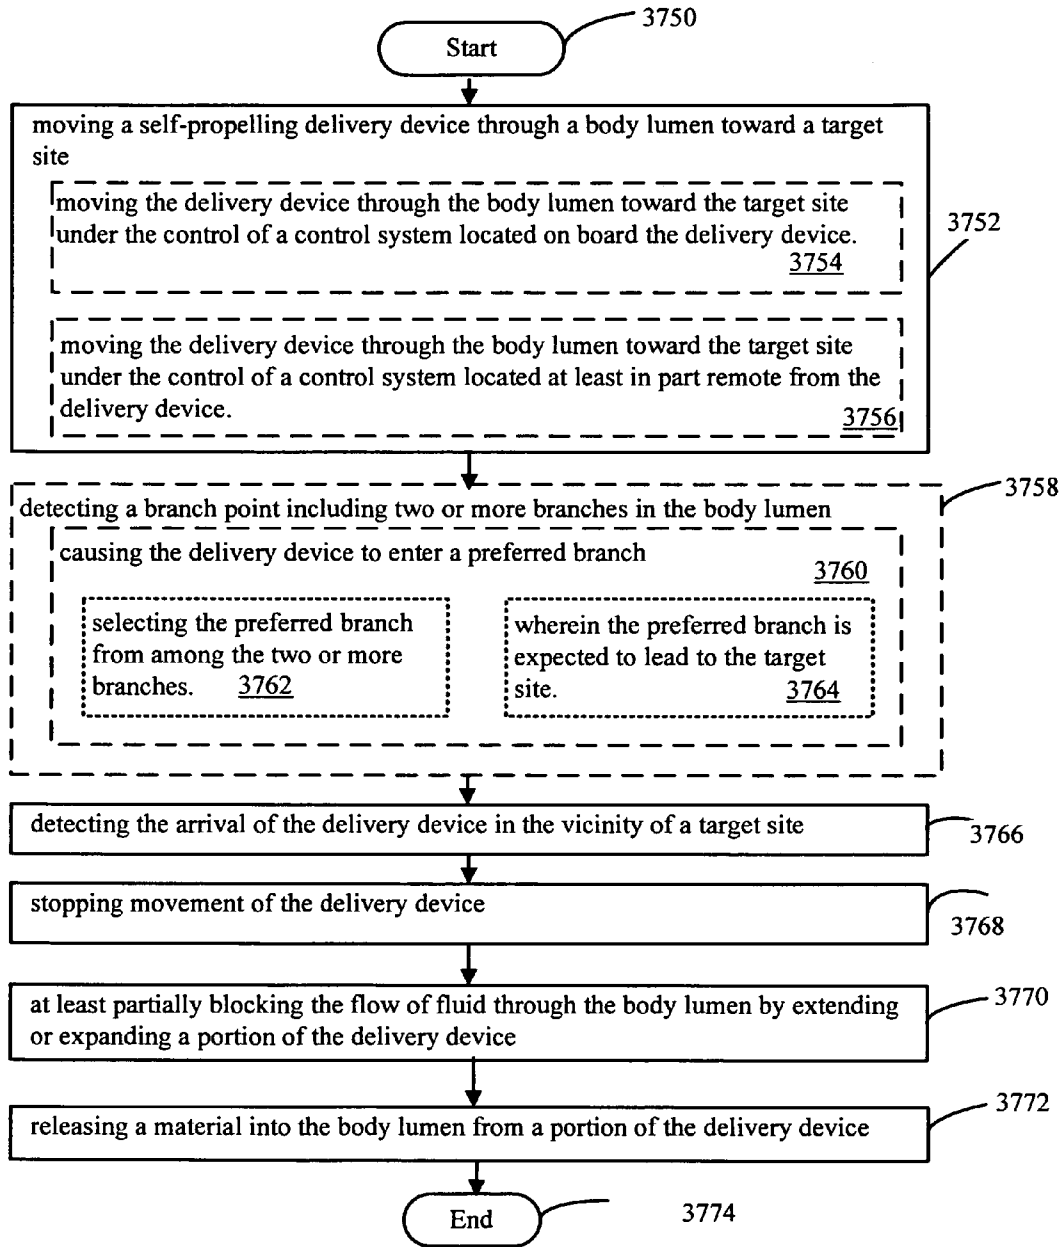 3750
Start
moving a self-propelling delivery device through a body lumen toward a target
site
moving the delivery device through the body lumen toward the target site
under the control of a control system located on board the delivery device.
3754
3752
moving the delivery device through the body lumen toward the target site
under the control of a control system located at least in part remote from the
delivery device.
3756
3758
detecting a branch point including two or more branches in the body lumen
causing the delivery device to enter a preferred branch
3760
selecting the preferred branch
from among the two or more
branches. 3762
wherein the preferred branch is
expected to lead to the target
site. 3764
detecting the arrival of the delivery device in the vicinity of a target site
3766
stopping movement of the delivery device
3768
at least partially blocking the flow of fluid through the body lumen by extending
or expanding a portion of the delivery device
3770
releasing a material into the body lumen from a portion of the delivery device
3772
End
3774